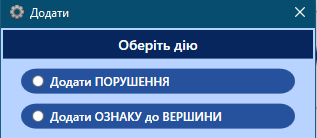 Додати
Оберіть дію
Додати ПОРУШЕННЯ
Додати ОЗНАКУ до ВЕРШИНИ